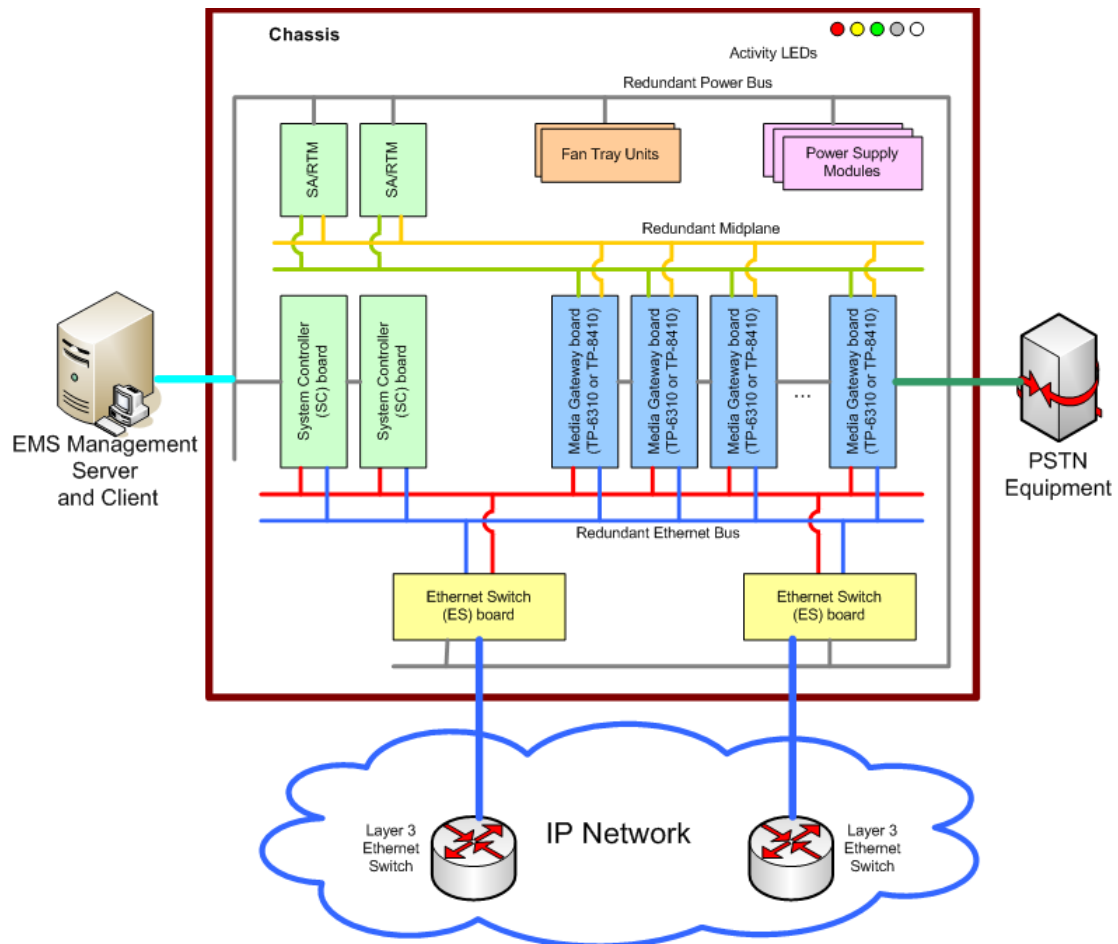 Chassis
Activity LEDs
Redundant Power Bus
SA/RTM
SA/RTM
Fan Tray Units
Power Supply
Modules
Redundant Midplane
System Controller
(SC) board
System Controller
(SC) board
Media Gateway board
(TP-6310 or TP-8410)
Media Gateway board
(TP-6310 or TP-8410)
Media Gateway board
(TP-6310 or TP-8410)
...
Media Gateway board
(TP-6310 or TP-8410)
EMS Management
Server
and Client
PSTN
Equipment
Redundant Ethernet Bus
Ethernet Switch
(ES) board
Ethernet Switch
(ES) board
Layer 3
Ethernet
Switch
IP Network
Layer 3
Ethernet
Switch